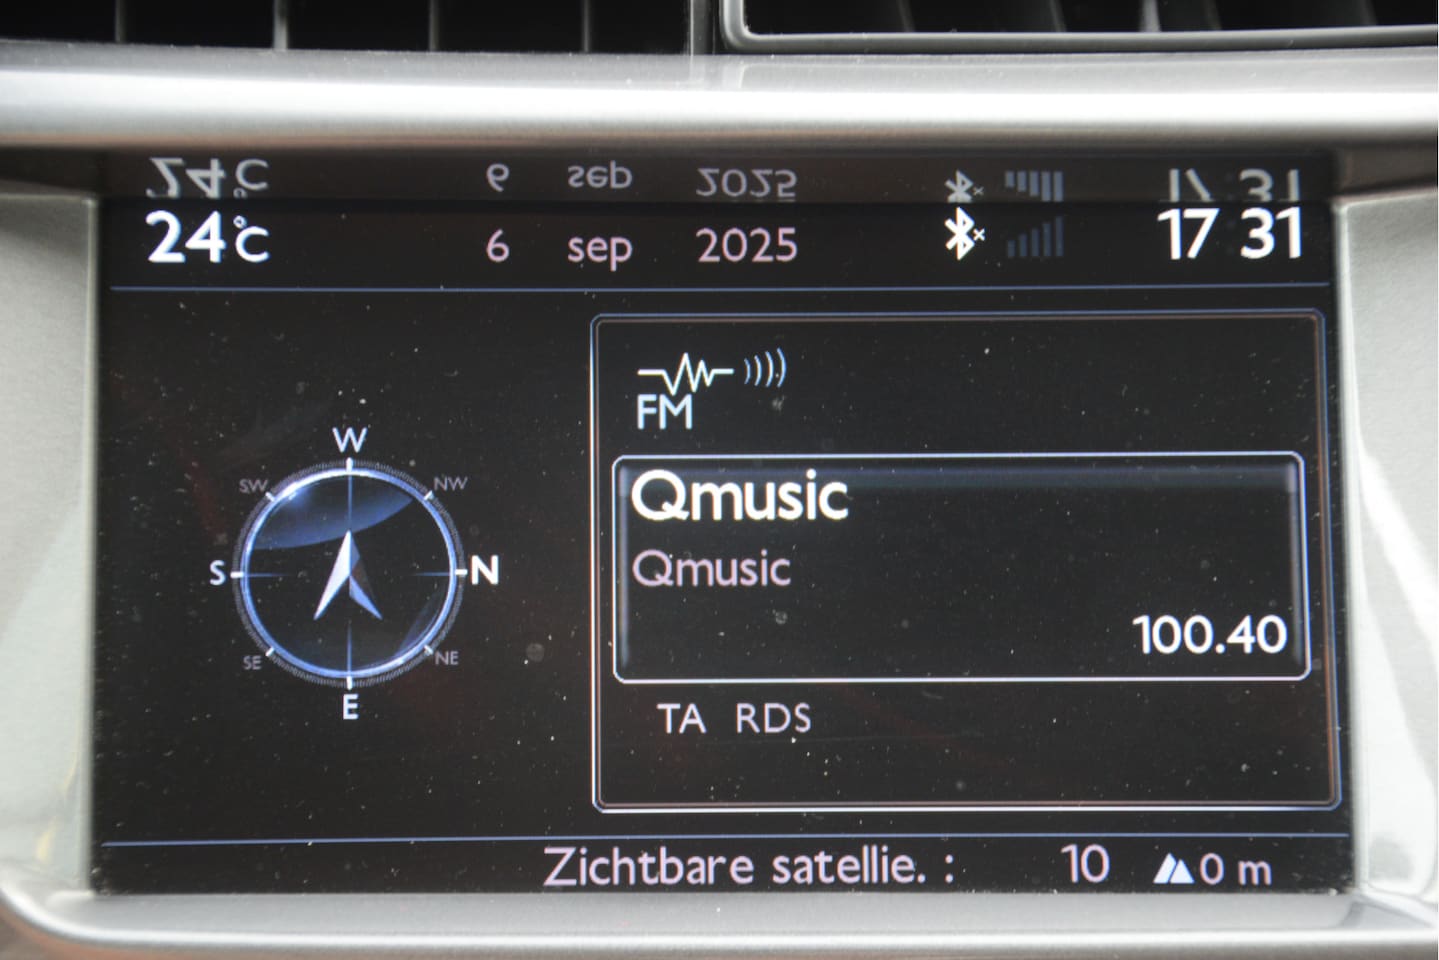 24°C 6 sep 2025 17 31
FM
Qmusic
Qmusic
100.40
TA RDS
W
SW NW
S N
SE NE
E
Zichtbare satellie. : 10 0 m